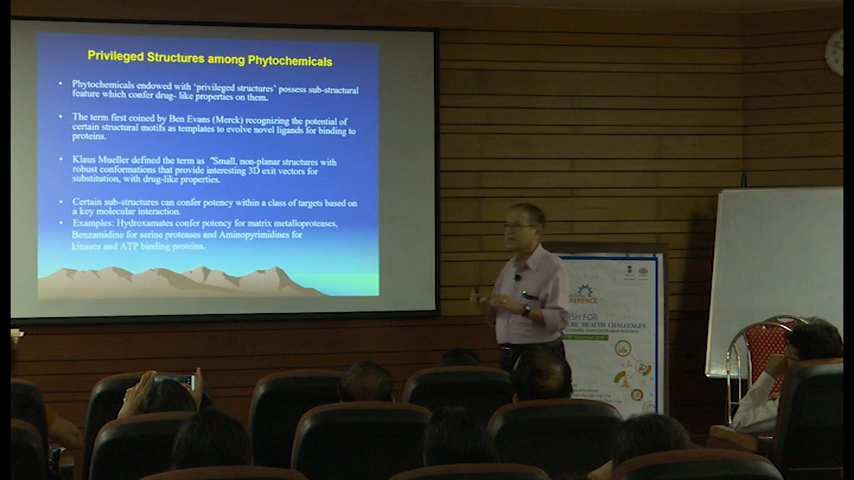 Privileged Structures among Phytochemicals
• Phytochemicals endowed with 'privileged structures' possess sub-structural
feature which confer drug- like properties on them.
• The term first coined by Ben Evans (Merck) recognizing the potential of
certain structural motifs as templates to evolve novel ligands for binding to
proteins.
• Klaus Mueller defined the term as "Small, non-planar structures with
robust conformations that provide interesting 3D exit vectors for
substitution, with drug-like properties.
• Certain sub-structures can confer potency within a class of targets based on
a key molecular interaction.
• Examples: Hydroxamates confer potency for matrix metalloproteases,
Benzamidine for serine proteases and Aminopyrimidines for
kinases and ATP binding proteins.
FERENCE
SH FOR
HEALTH CHALLENGES